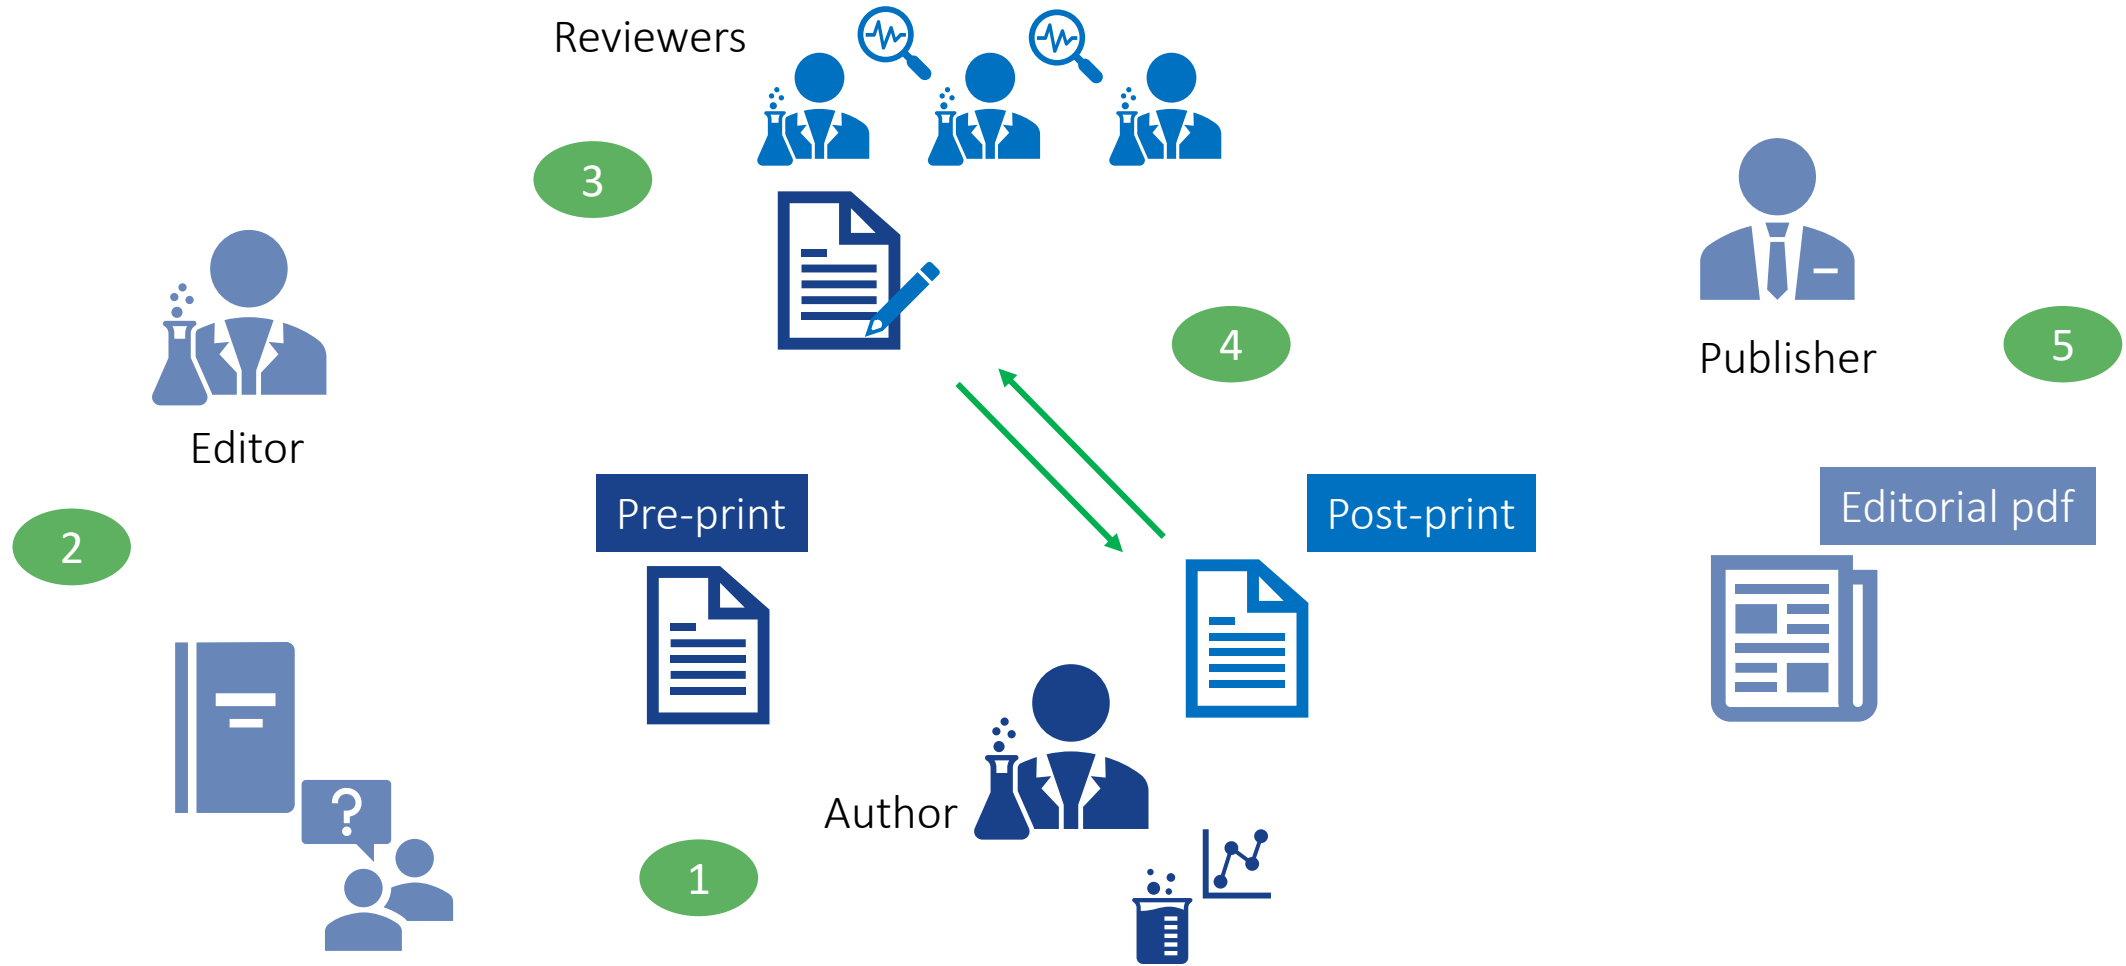 Reviewers
3
4
Publisher
5
Editor
Pre-print
Post-print
Editorial pdf
2
?
Author
1